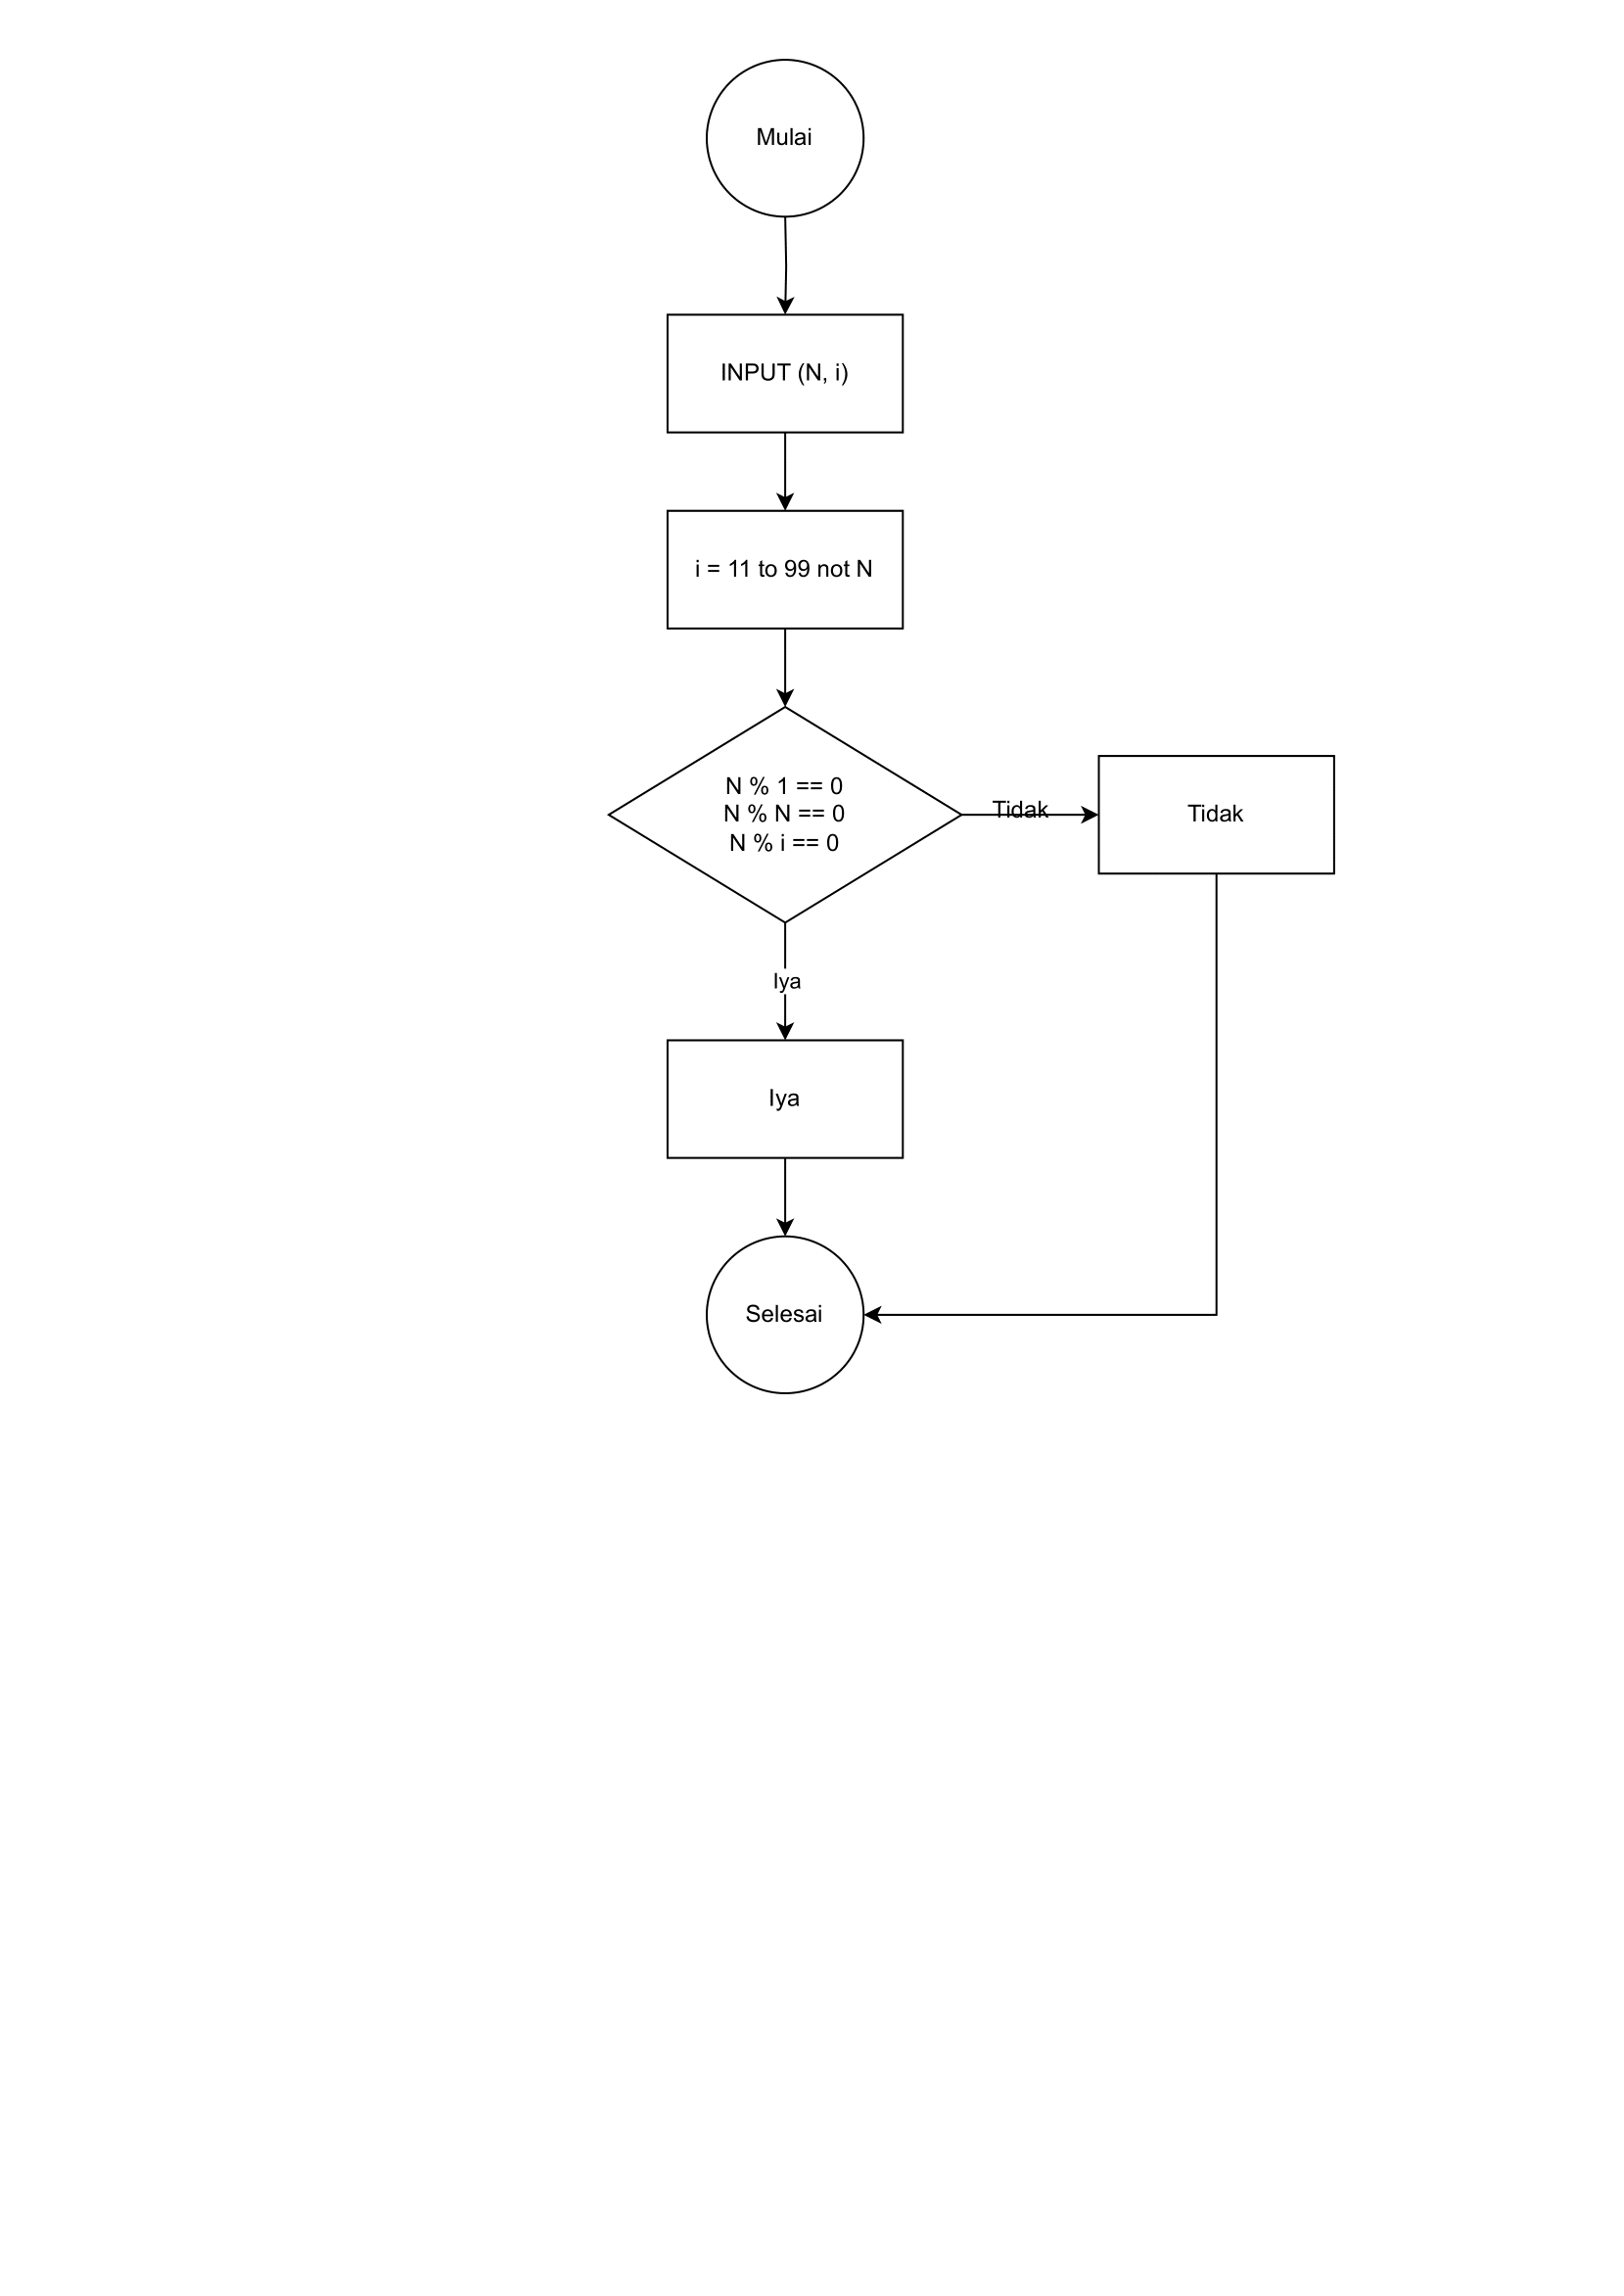 Mulai
INPUT (N, i)
i = 11 to 99 not N
N % 1 == 0
N % N == 0
N % i == 0
Tidak
Tidak
Iya
Iya
Selesai